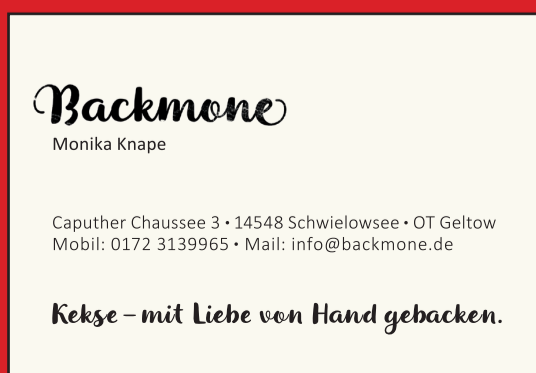 Backmone
Monika Knape
Caputher Chaussee 3 • 14548 Schwielowsee • OT Geltow
Mobil: 0172 3139965 • Mail: info@backmone.de
Kekse – mit Liebe von Hand gebacken.